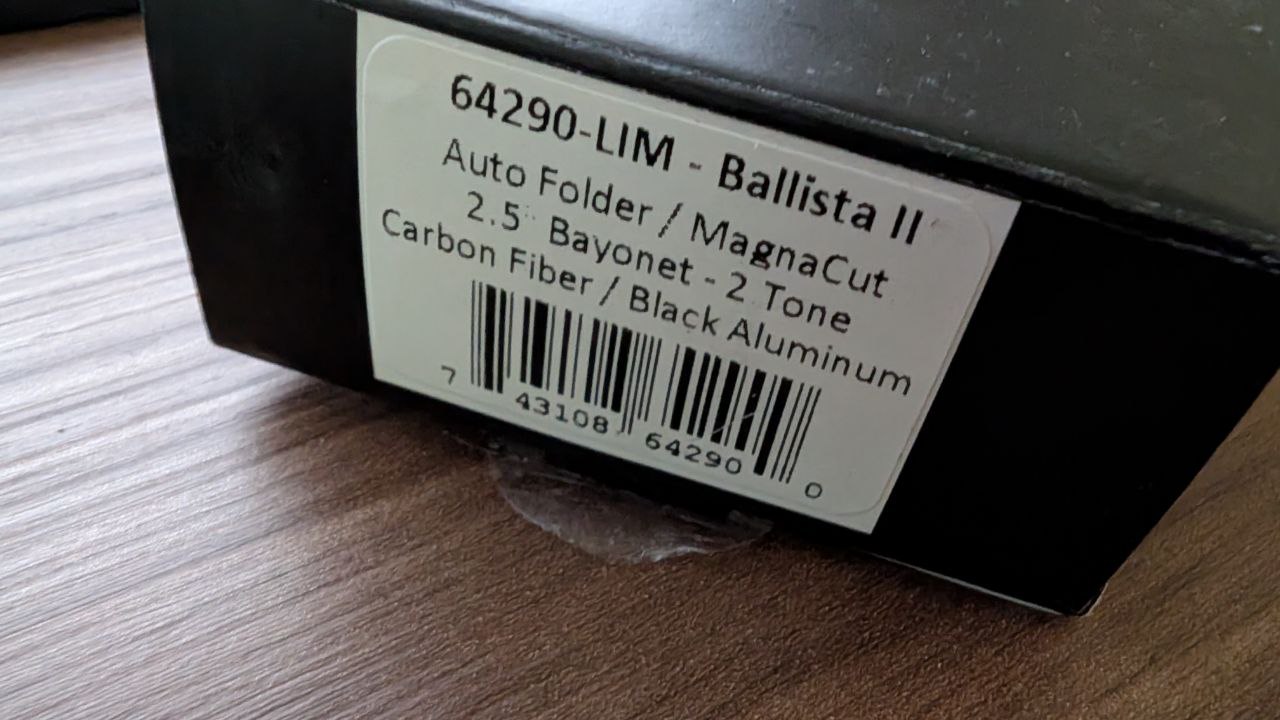 64290-LIM - Ballista II
Auto Folder / MagnaCut
2.5" Bayonet - 2 Tone
Carbon Fiber / Black Aluminum
7 43108 64290 0